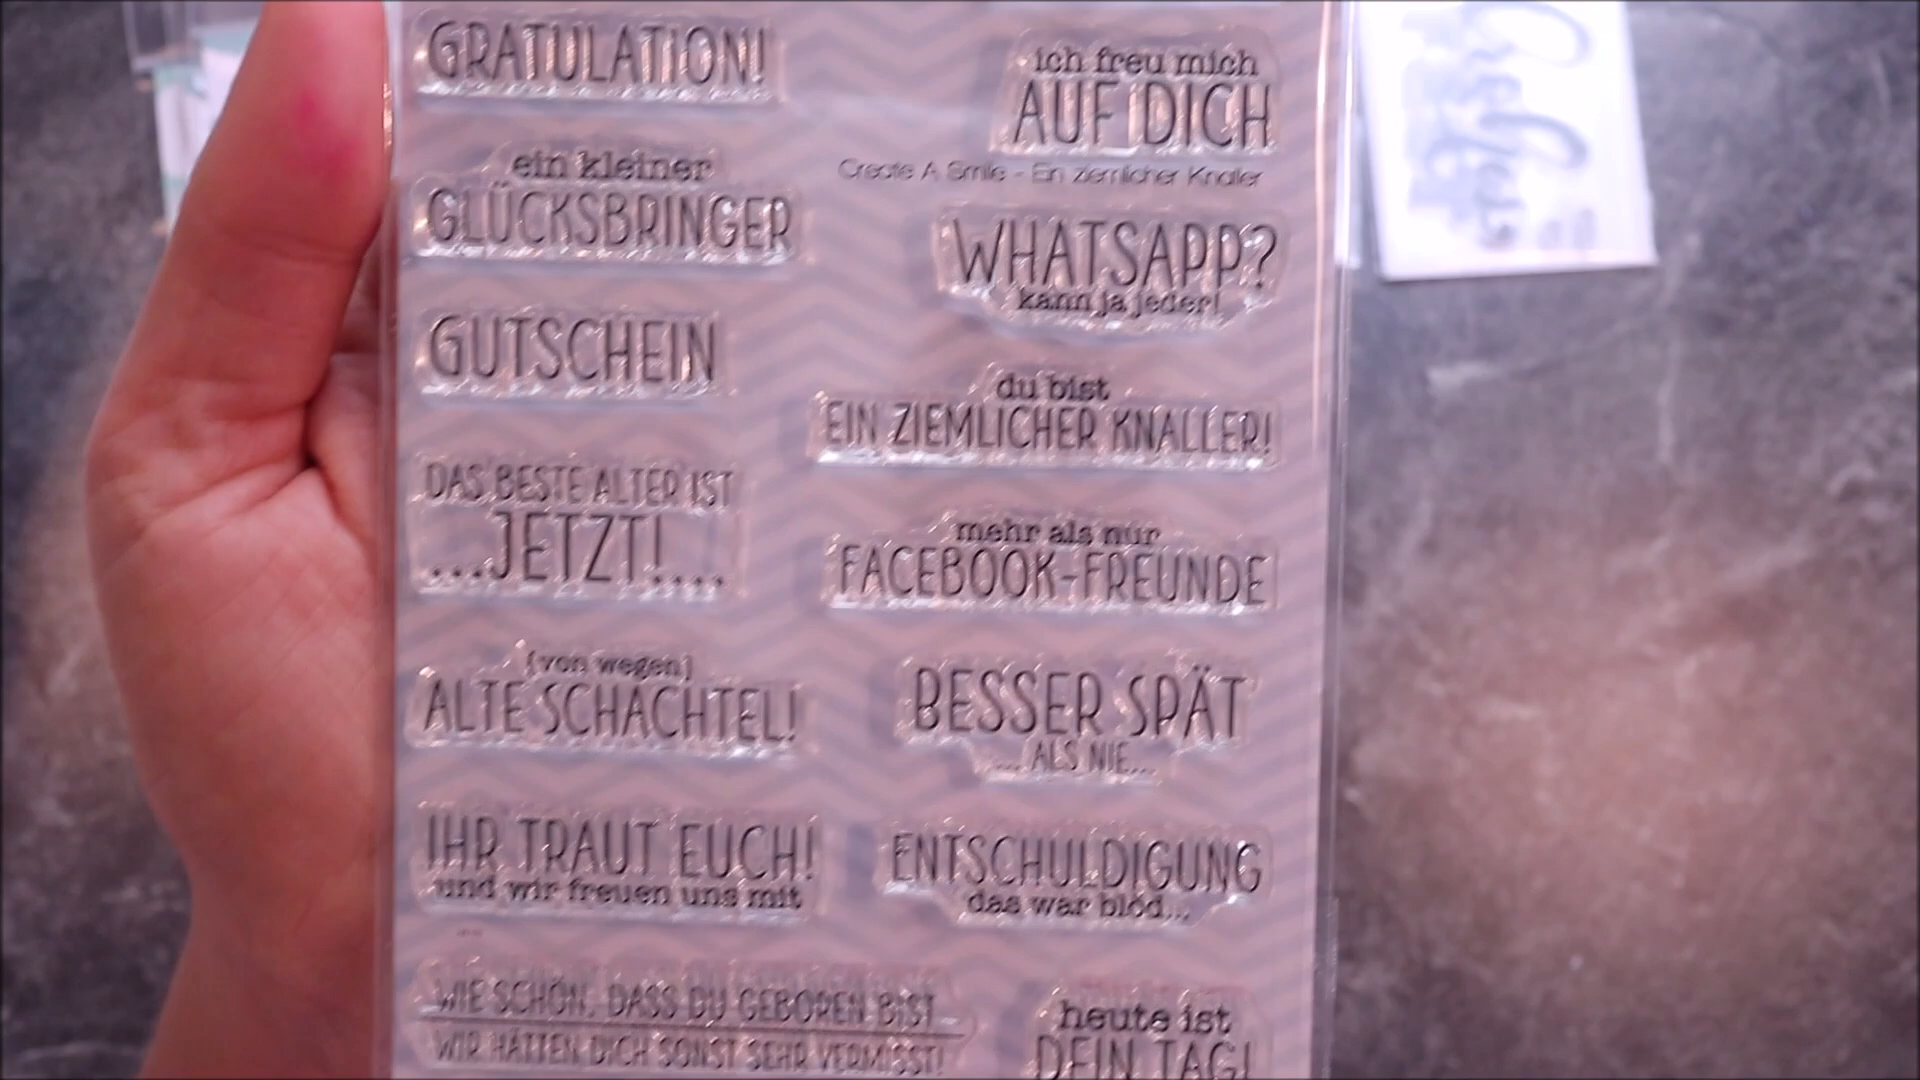 GRATULATION!
ein kleiner
GLÜCKSBRINGER
GUTSCHEIN
DAS BESTE ALTER IST
...JETZT!....
(von wegen)
ALTE SCHACHTEL!
IHR TRAUT EUCH!
und wir freuen uns mit
WIE SCHÖN, DASS DU GEBOREN BIST
WIR HÄTTEN DICH SONST SEHR VERMISST!
ich freu mich
AUF DICH
Create A Smile - Ein ziemlicher Knaller
WHATSAPP?
kann ja jeder!
du bist
EIN ZIEMLICHER KNALLER!
mehr als nur
FACEBOOK-FREUNDE
BESSER SPÄT
... ALS NIE...
ENTSCHULDIGUNG
das war blöd...
heute ist
DEIN TAG!